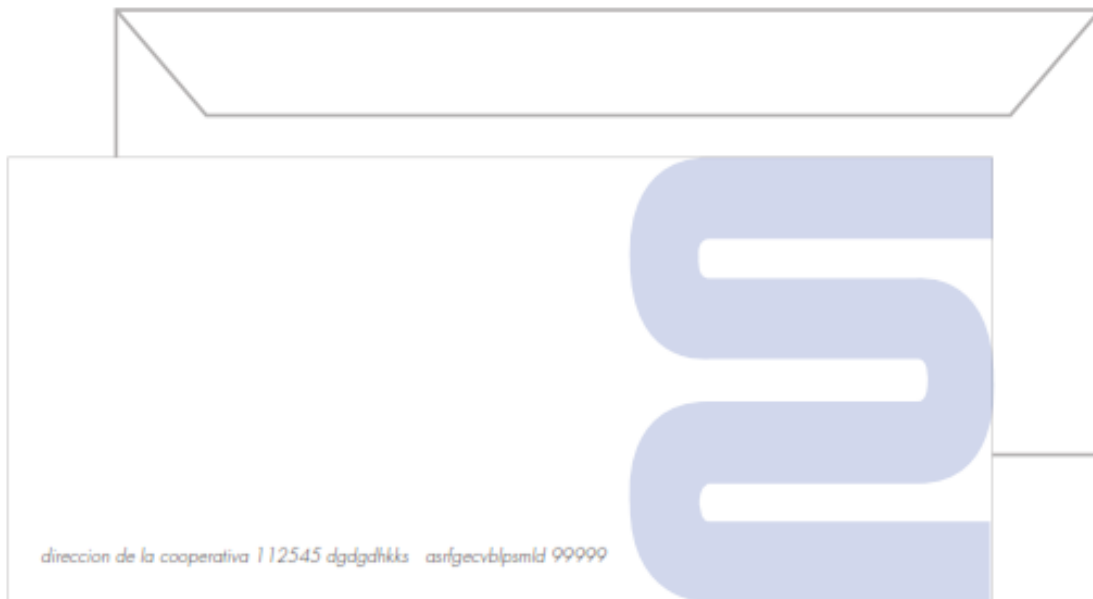 direccion de la cooperativa 112545 dgdgdhkks asrfgecvblpsmld 99999